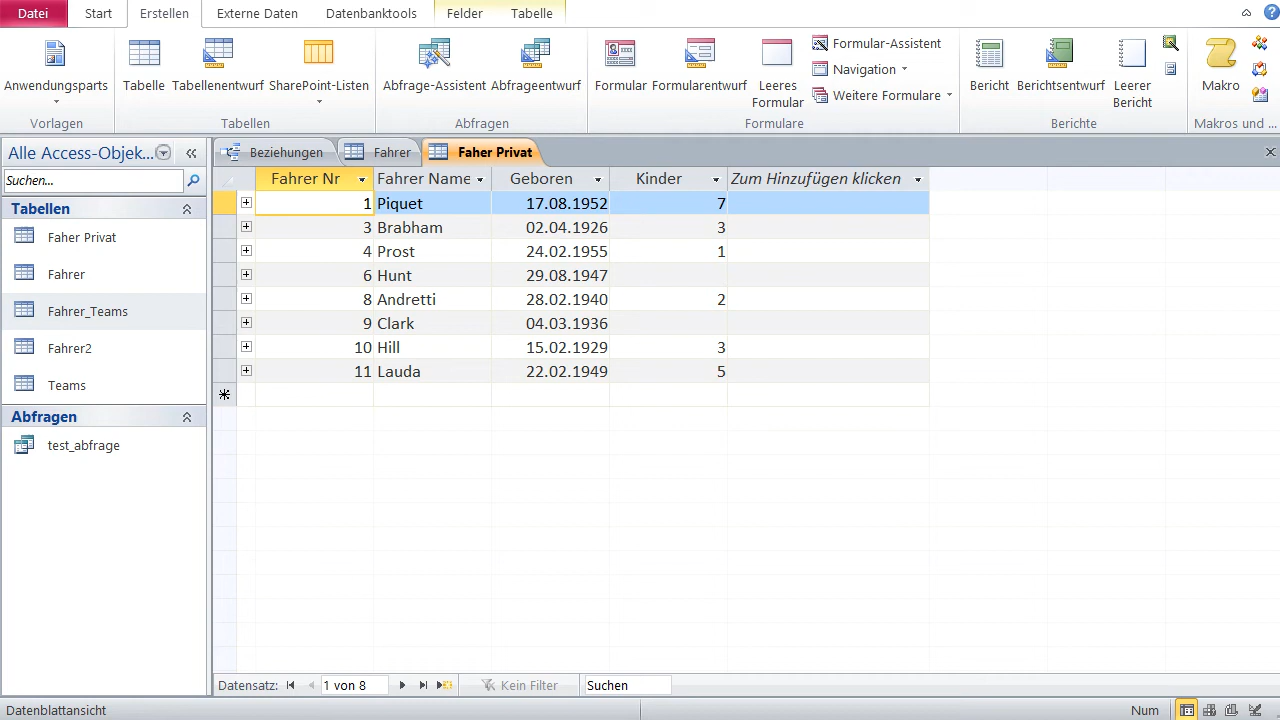 Datei Start Erstellen Externe Daten Datenbanktools Felder Tabelle
Anwendungsparts Tabelle Tabellenentwurf SharePoint-Listen Abfrage-Assistent Abfrageentwurf Formular Formularentwurf Leeres Formular Formular-Assistent Navigation Weitere Formulare Bericht Berichtsentwurf Leerer Bericht Makro
Vorlagen Tabellen Abfragen Formulare Berichte Makros und ...
Alle Access-Objek... «
Suchen...
Tabellen
Faher Privat
Fahrer
Fahrer_Teams
Fahrer2
Teams
Abfragen
test_abfrage
Beziehungen Fahrer Faher Privat
Fahrer Nr Fahrer Name Geboren Kinder Zum Hinzufügen klicken
1 Piquet 17.08.1952 7
3 Brabham 02.04.1926 3
4 Prost 24.02.1955 1
6 Hunt 29.08.1947
8 Andretti 28.02.1940 2
9 Clark 04.03.1936
10 Hill 15.02.1929 3
11 Lauda 22.02.1949 5
Datensatz: 1 von 8 Kein Filter Suchen
Datenblattansicht Num